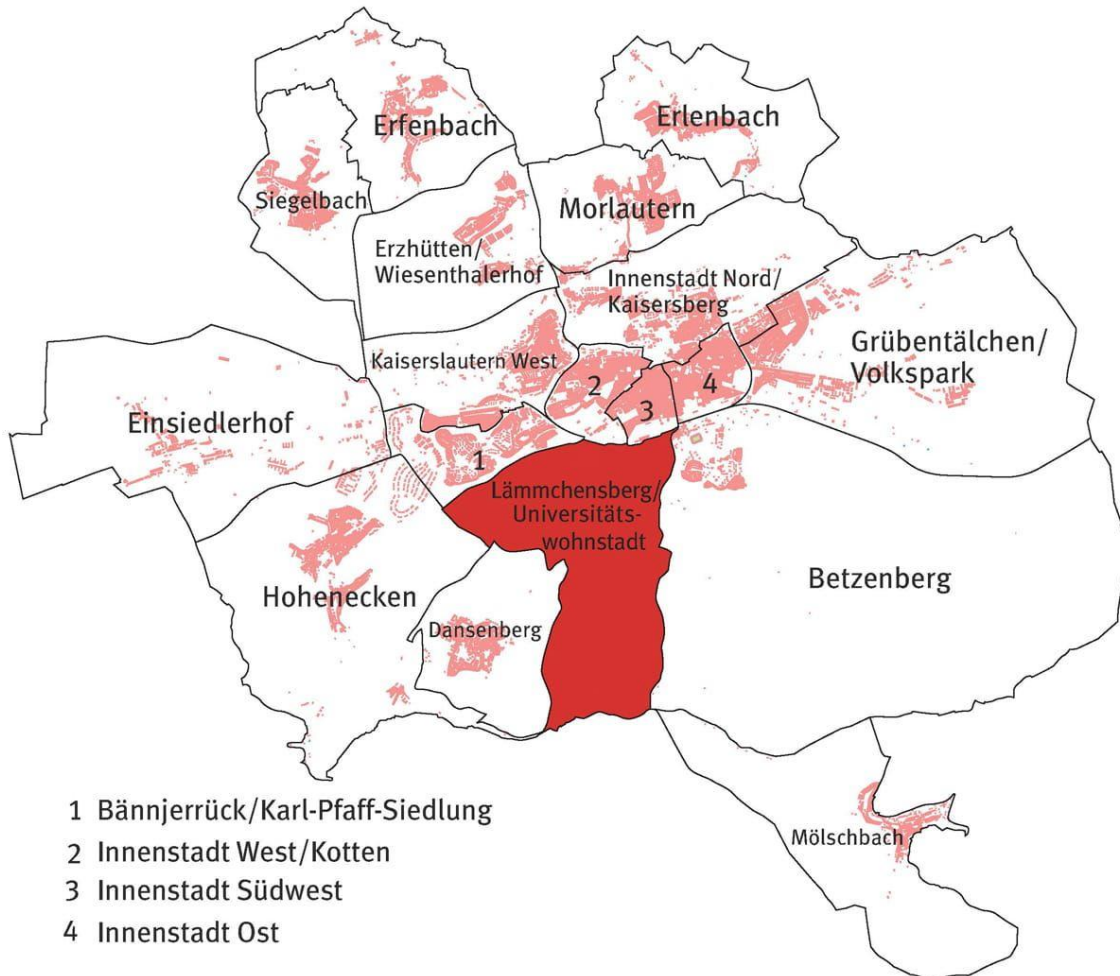 Erfenbach
Erlenbach
Siegelbach
Morlautern
Erzhütten/
Wiesenthalerhof
Innenstadt Nord/
Kaisersberg
Grübentälchen/
Volkspark
Kaiserslautern West
2
4
3
Einsiedlerhof
1
Lämmchensberg/
Universitäts-
wohnstadt
Hohenecken
Betzenberg
Dansenberg
Mölschbach
1 Bännjerrück/Karl-Pfaff-Siedlung
2 Innenstadt West/Kotten
3 Innenstadt Südwest
4 Innenstadt Ost